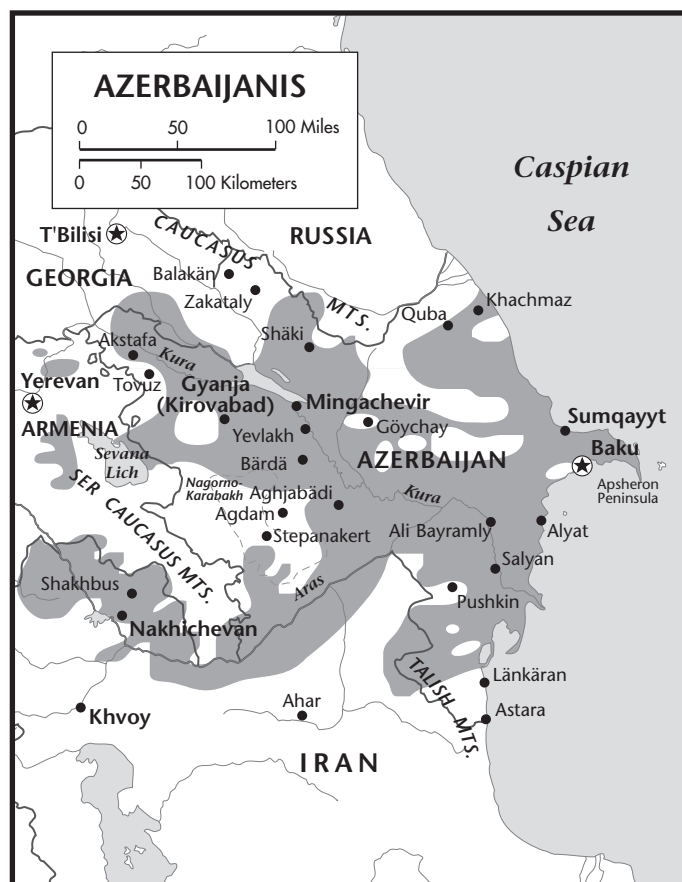 AZERBAIJANIS
0 50 100 Miles
0 50 100 Kilometers
Caspian
Sea
T'Bilisi
CAUCASUS
MTS.
RUSSIA
GEORGIA
Balakän
Zakataly
Quba
Khachmaz
Shäki
Akstafa
Kura
Yerevan
Tovuz
Gyanja
(Kirovabad)
Mingachevir
ARMENIA
Göychay
Sumqayyt
Yevlakh
Baku
Sevana
Lich
Bärdä
AZERBAIJAN
Apsheron
Peninsula
Nagorno-
Karabakh
SER CAUCASUS MTS.
Aghjabädi
Kura
Agdam
Stepanakert
Ali Bayramly
Alyat
Salyan
Shakhbus
Aras
Pushkin
Nakhichevan
TALISH MTS.
Länkäran
Khvoy
Ahar
Astara
IRAN